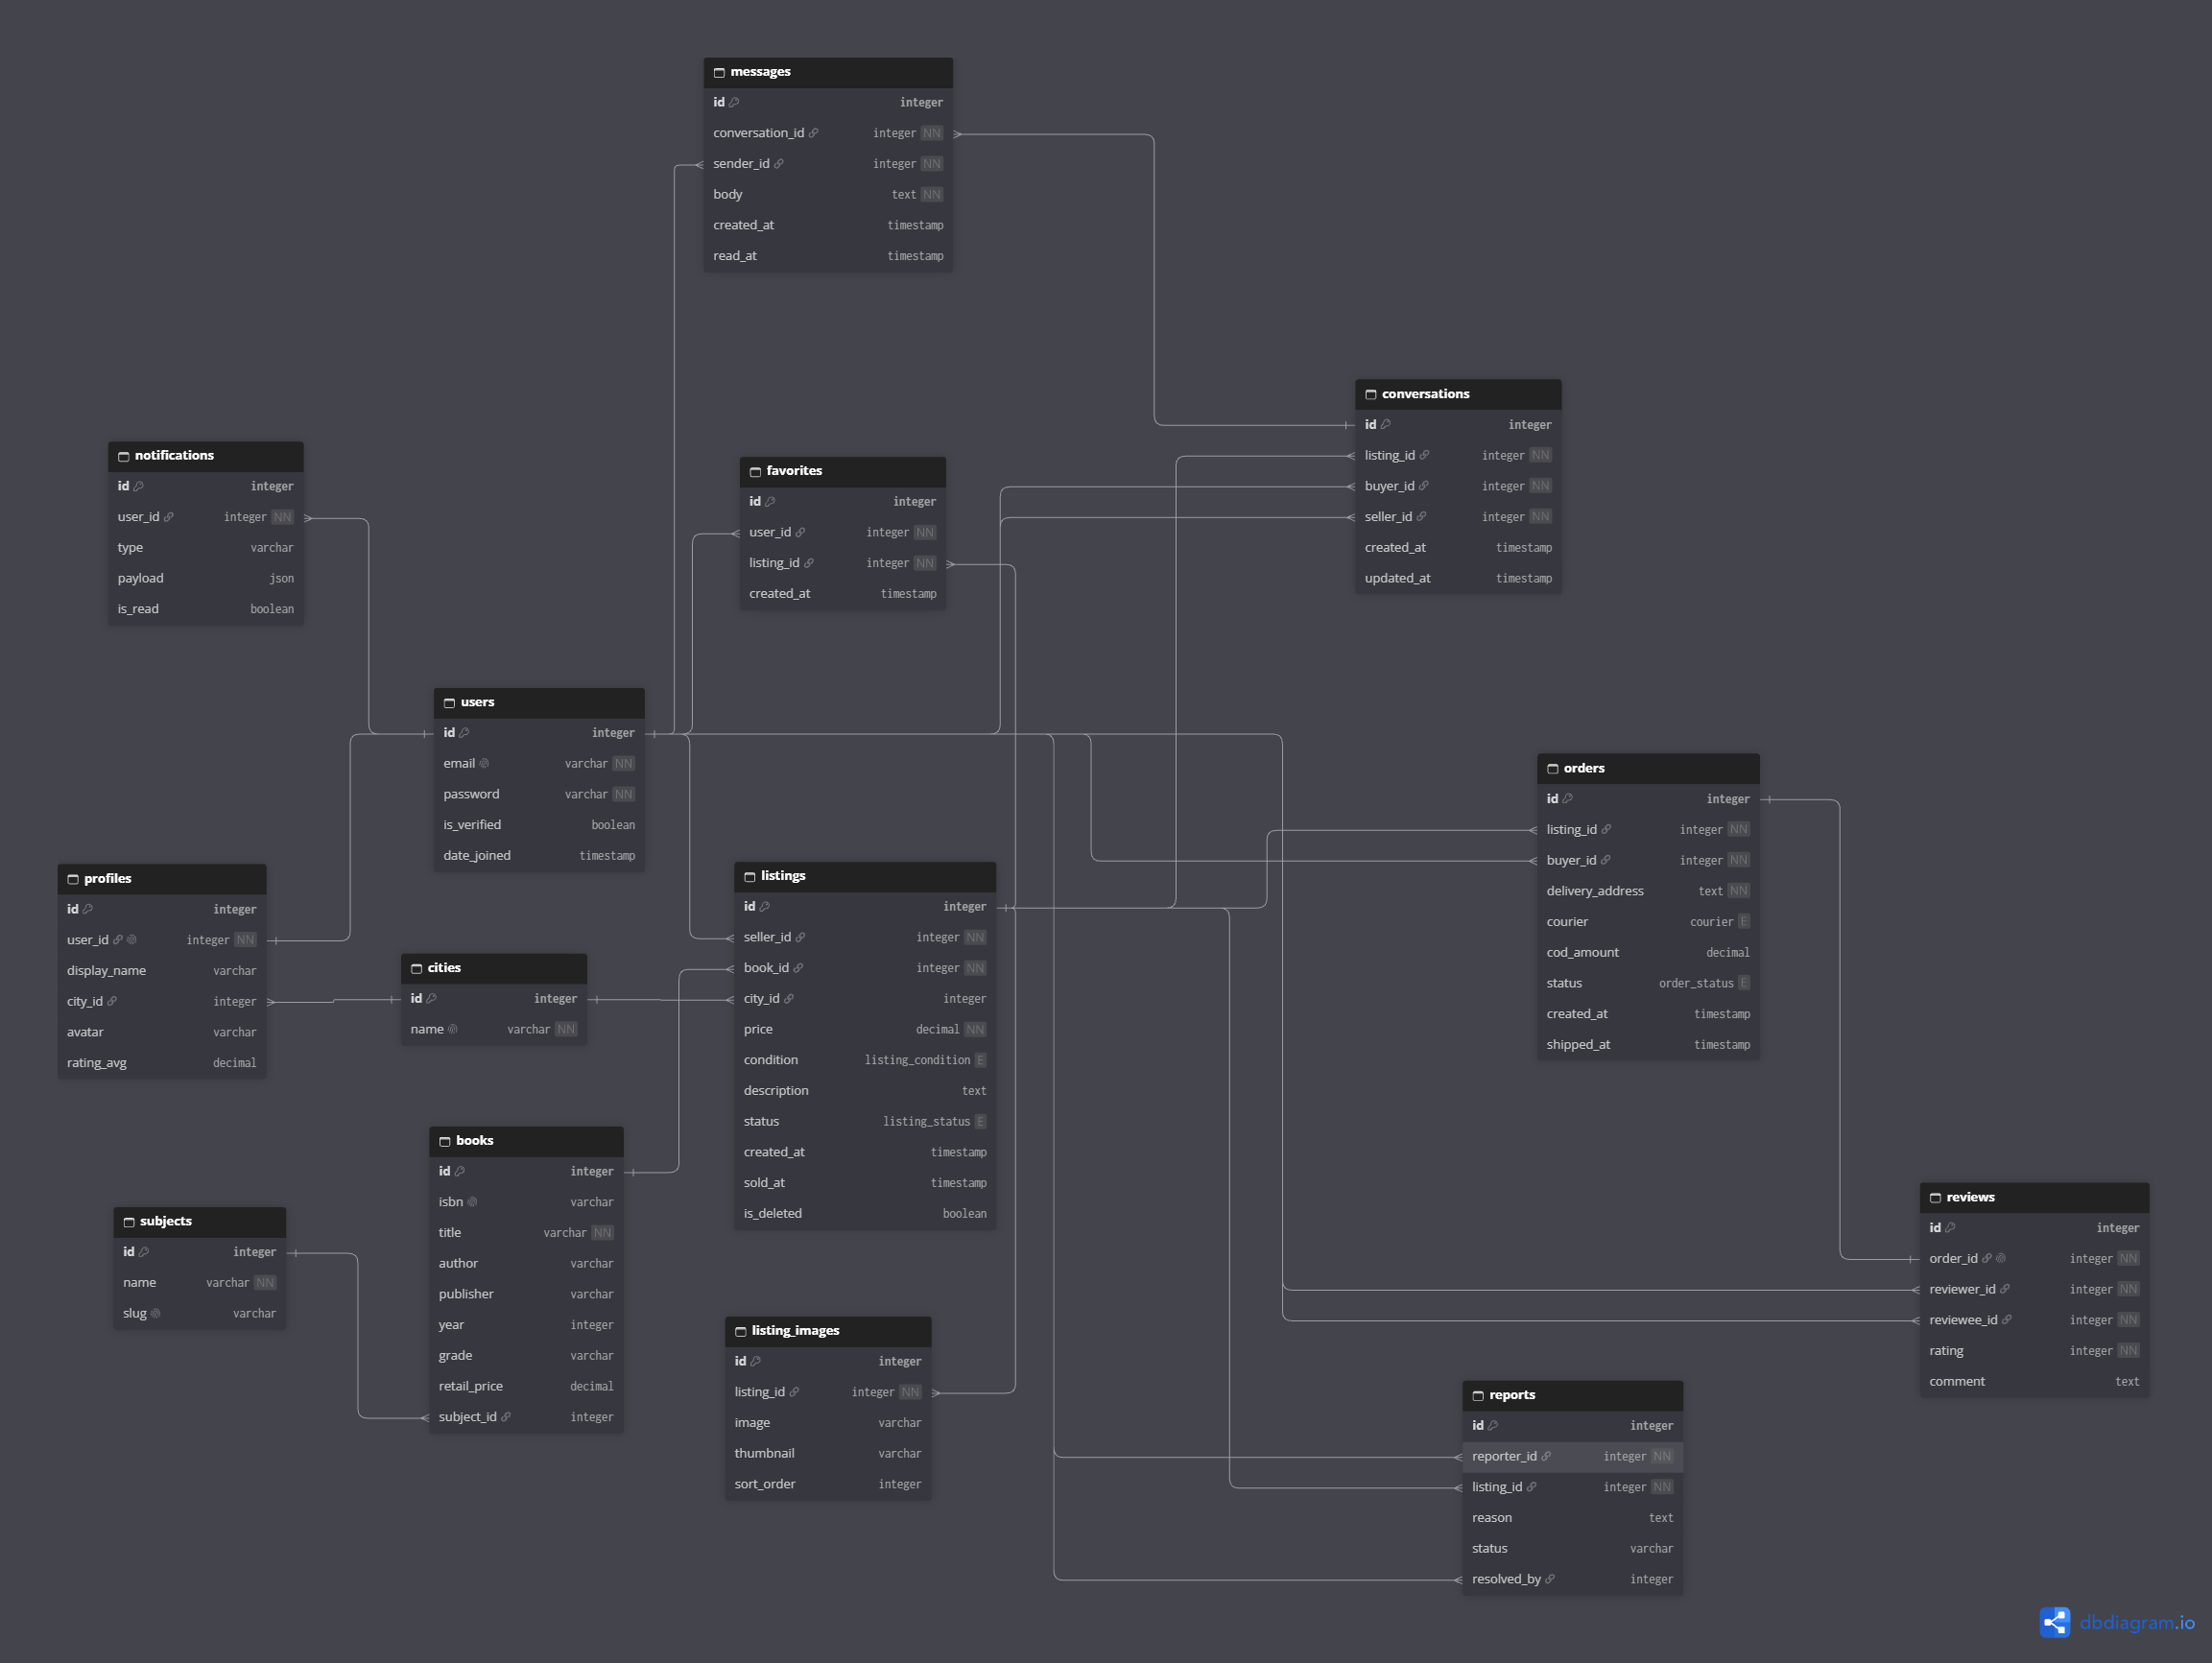 messages
id integer
conversation_id integer NN
sender_id integer NN
body text NN
created_at timestamp
read_at timestamp
conversations
id integer
listing_id integer NN
buyer_id integer NN
seller_id integer NN
created_at timestamp
updated_at timestamp
notifications
id integer
user_id integer NN
type varchar
payload json
is_read boolean
favorites
id integer
user_id integer NN
listing_id integer NN
created_at timestamp
users
id integer
email varchar NN
password varchar NN
is_verified boolean
date_joined timestamp
orders
id integer
listing_id integer NN
buyer_id integer NN
delivery_address text NN
courier courier E
cod_amount decimal
status order_status E
created_at timestamp
shipped_at timestamp
profiles
id integer
user_id integer NN
display_name varchar
city_id integer
avatar varchar
rating_avg decimal
cities
id integer
name varchar NN
listings
id integer
seller_id integer NN
book_id integer NN
city_id integer
price decimal NN
condition listing_condition E
description text
status listing_status E
created_at timestamp
sold_at timestamp
is_deleted boolean
books
id integer
isbn varchar
title varchar NN
author varchar
publisher varchar
year integer
grade varchar
retail_price decimal
subject_id integer
subjects
id integer
name varchar NN
slug varchar
listing_images
id integer
listing_id integer NN
image varchar
thumbnail varchar
sort_order integer
reviews
id integer
order_id integer NN
reviewer_id integer NN
reviewee_id integer NN
rating integer NN
comment text
reports
id integer
reporter_id integer NN
listing_id integer NN
reason text
status varchar
resolved_by integer
dbdiagram.io